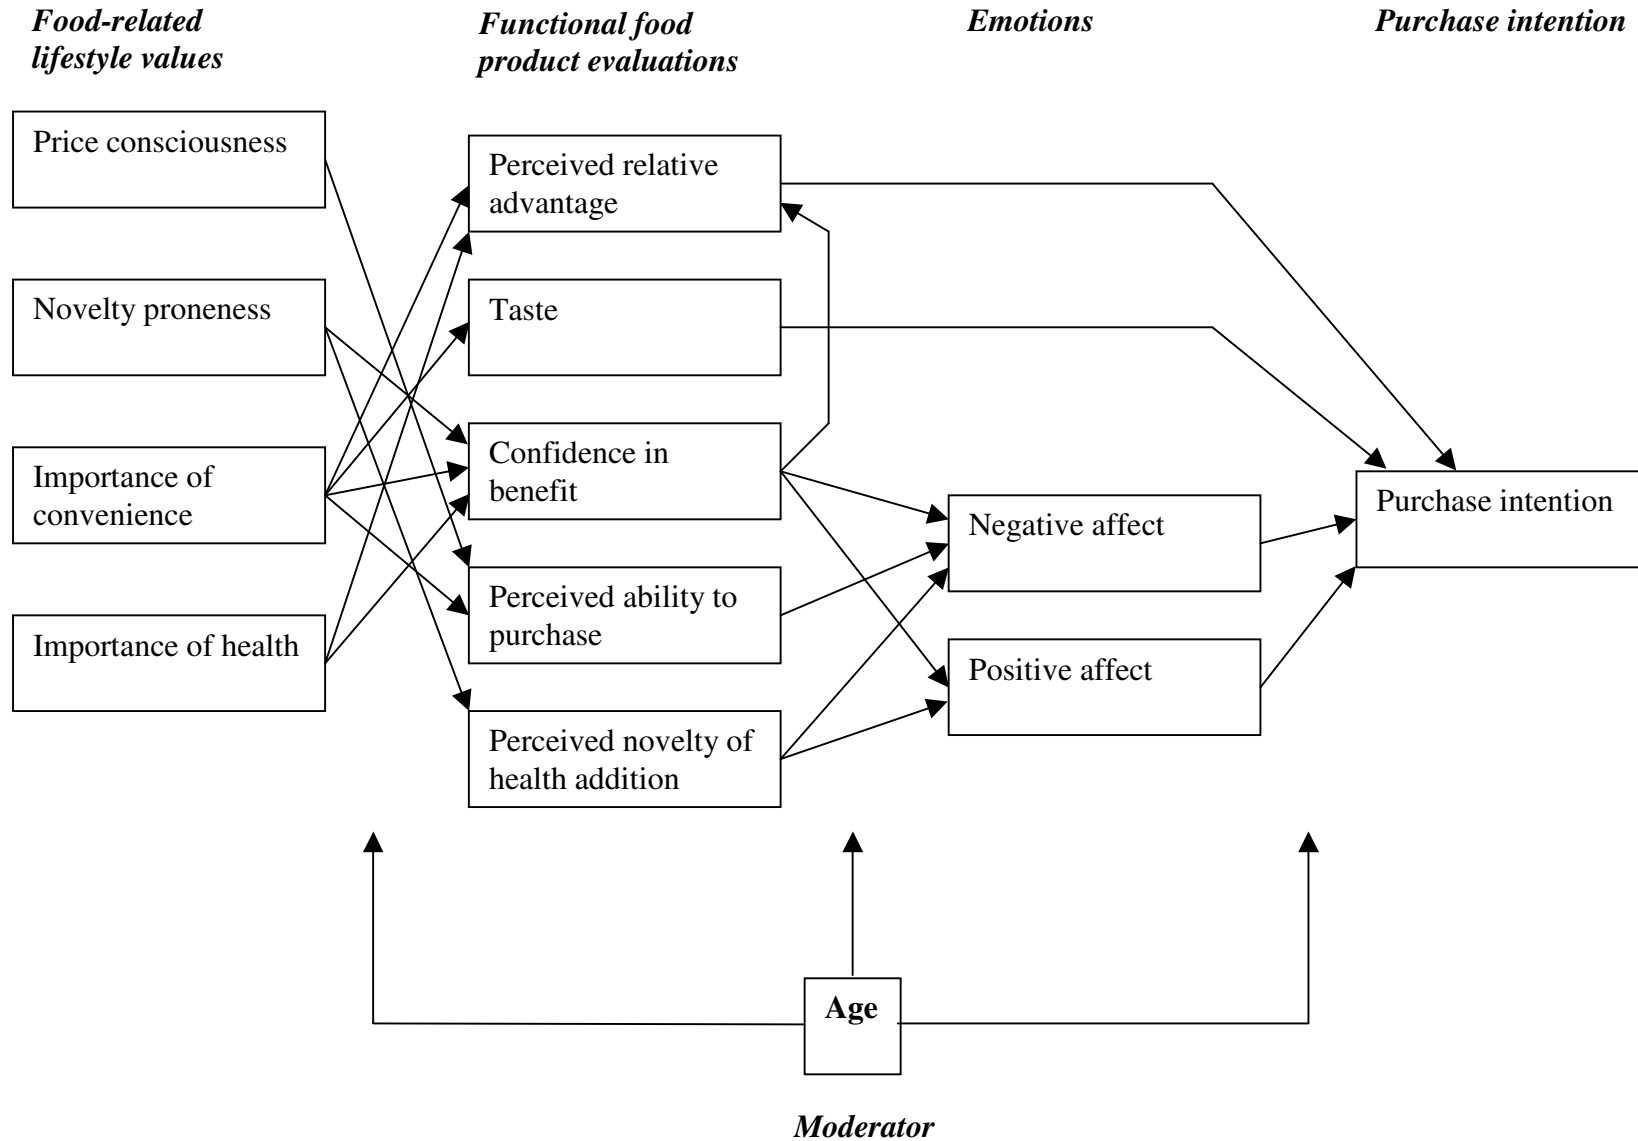 Food-related
lifestyle values
Functional food
product evaluations
Emotions
Purchase intention
Price consciousness
Novelty proneness
Importance of
convenience
Importance of health
Perceived relative
advantage
Taste
Confidence in
benefit
Perceived ability to
purchase
Perceived novelty of
health addition
Negative affect
Positive affect
Purchase intention
Age
Moderator